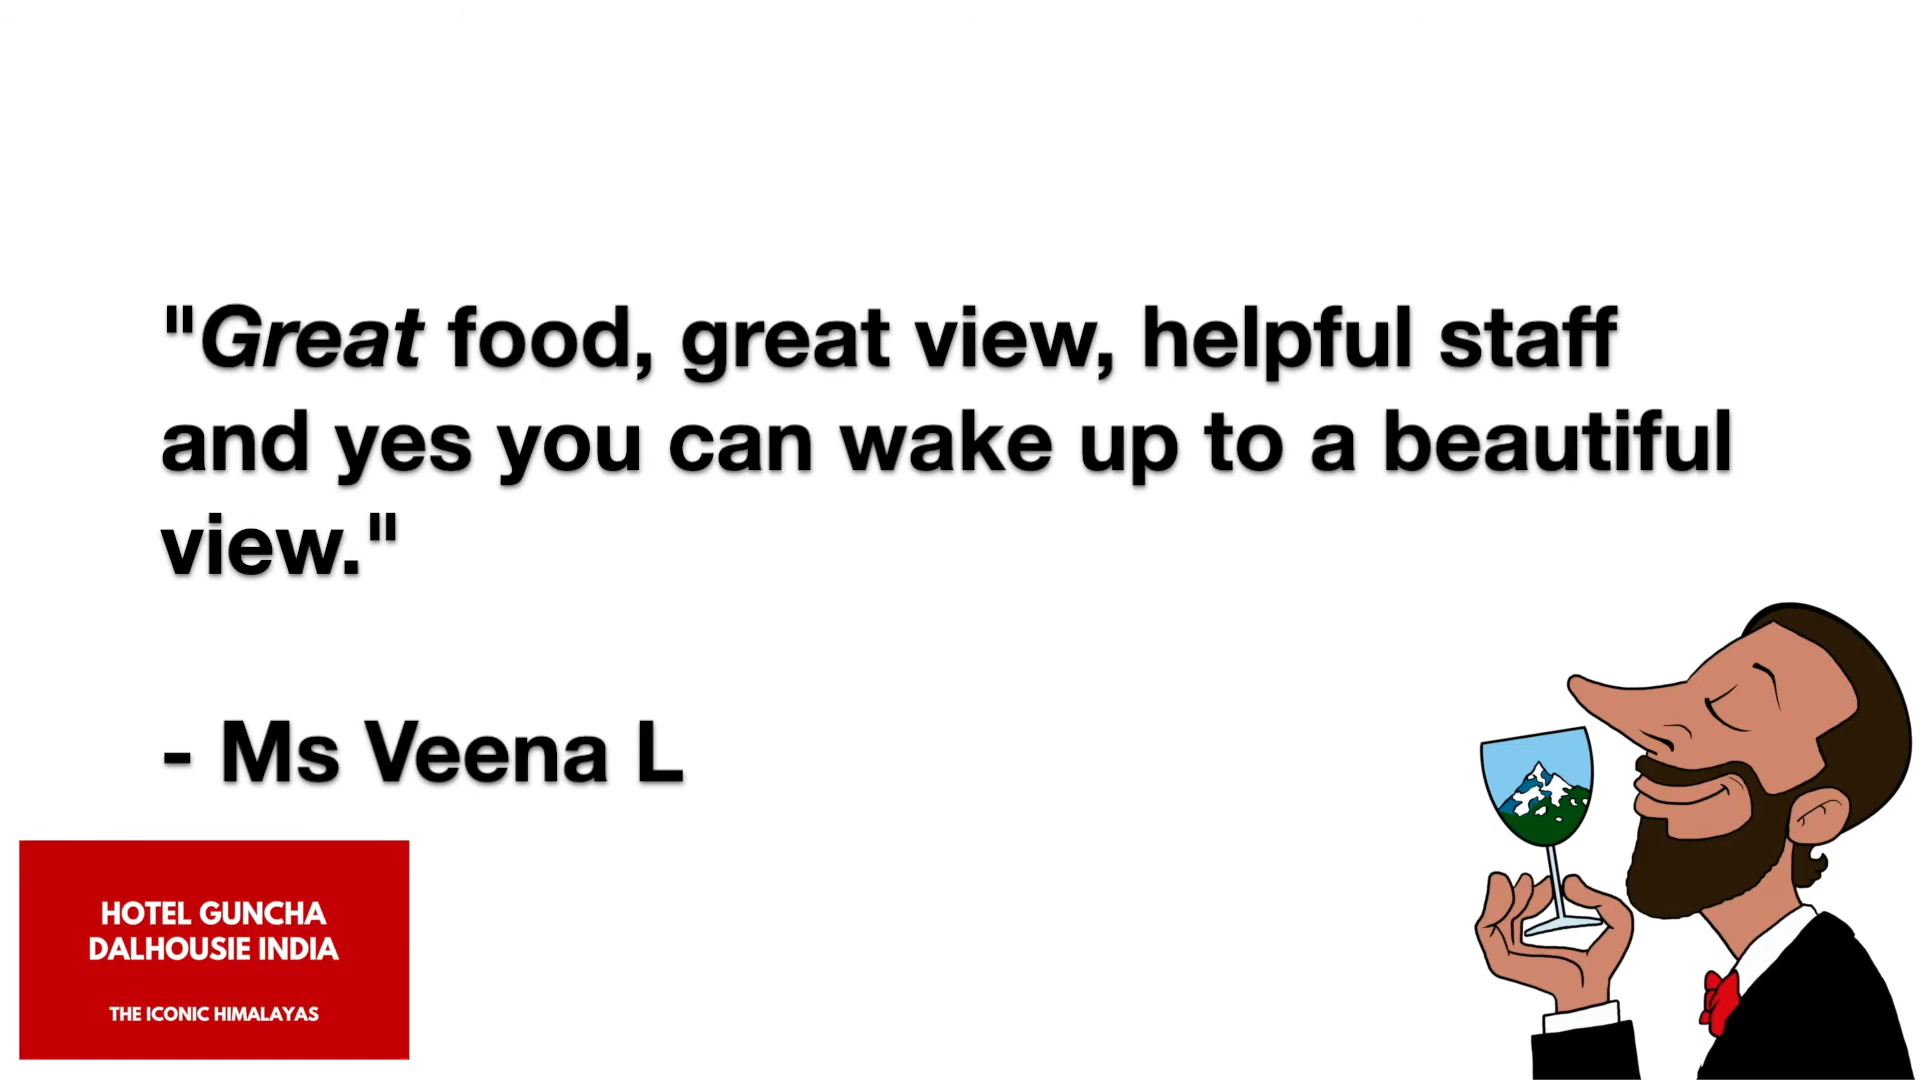 "Great food, great view, helpful staff
and yes you can wake up to a beautiful
view."
- Ms Veena L
HOTEL GUNCHA
DALHOUSIE INDIA
THE ICONIC HIMALAYAS